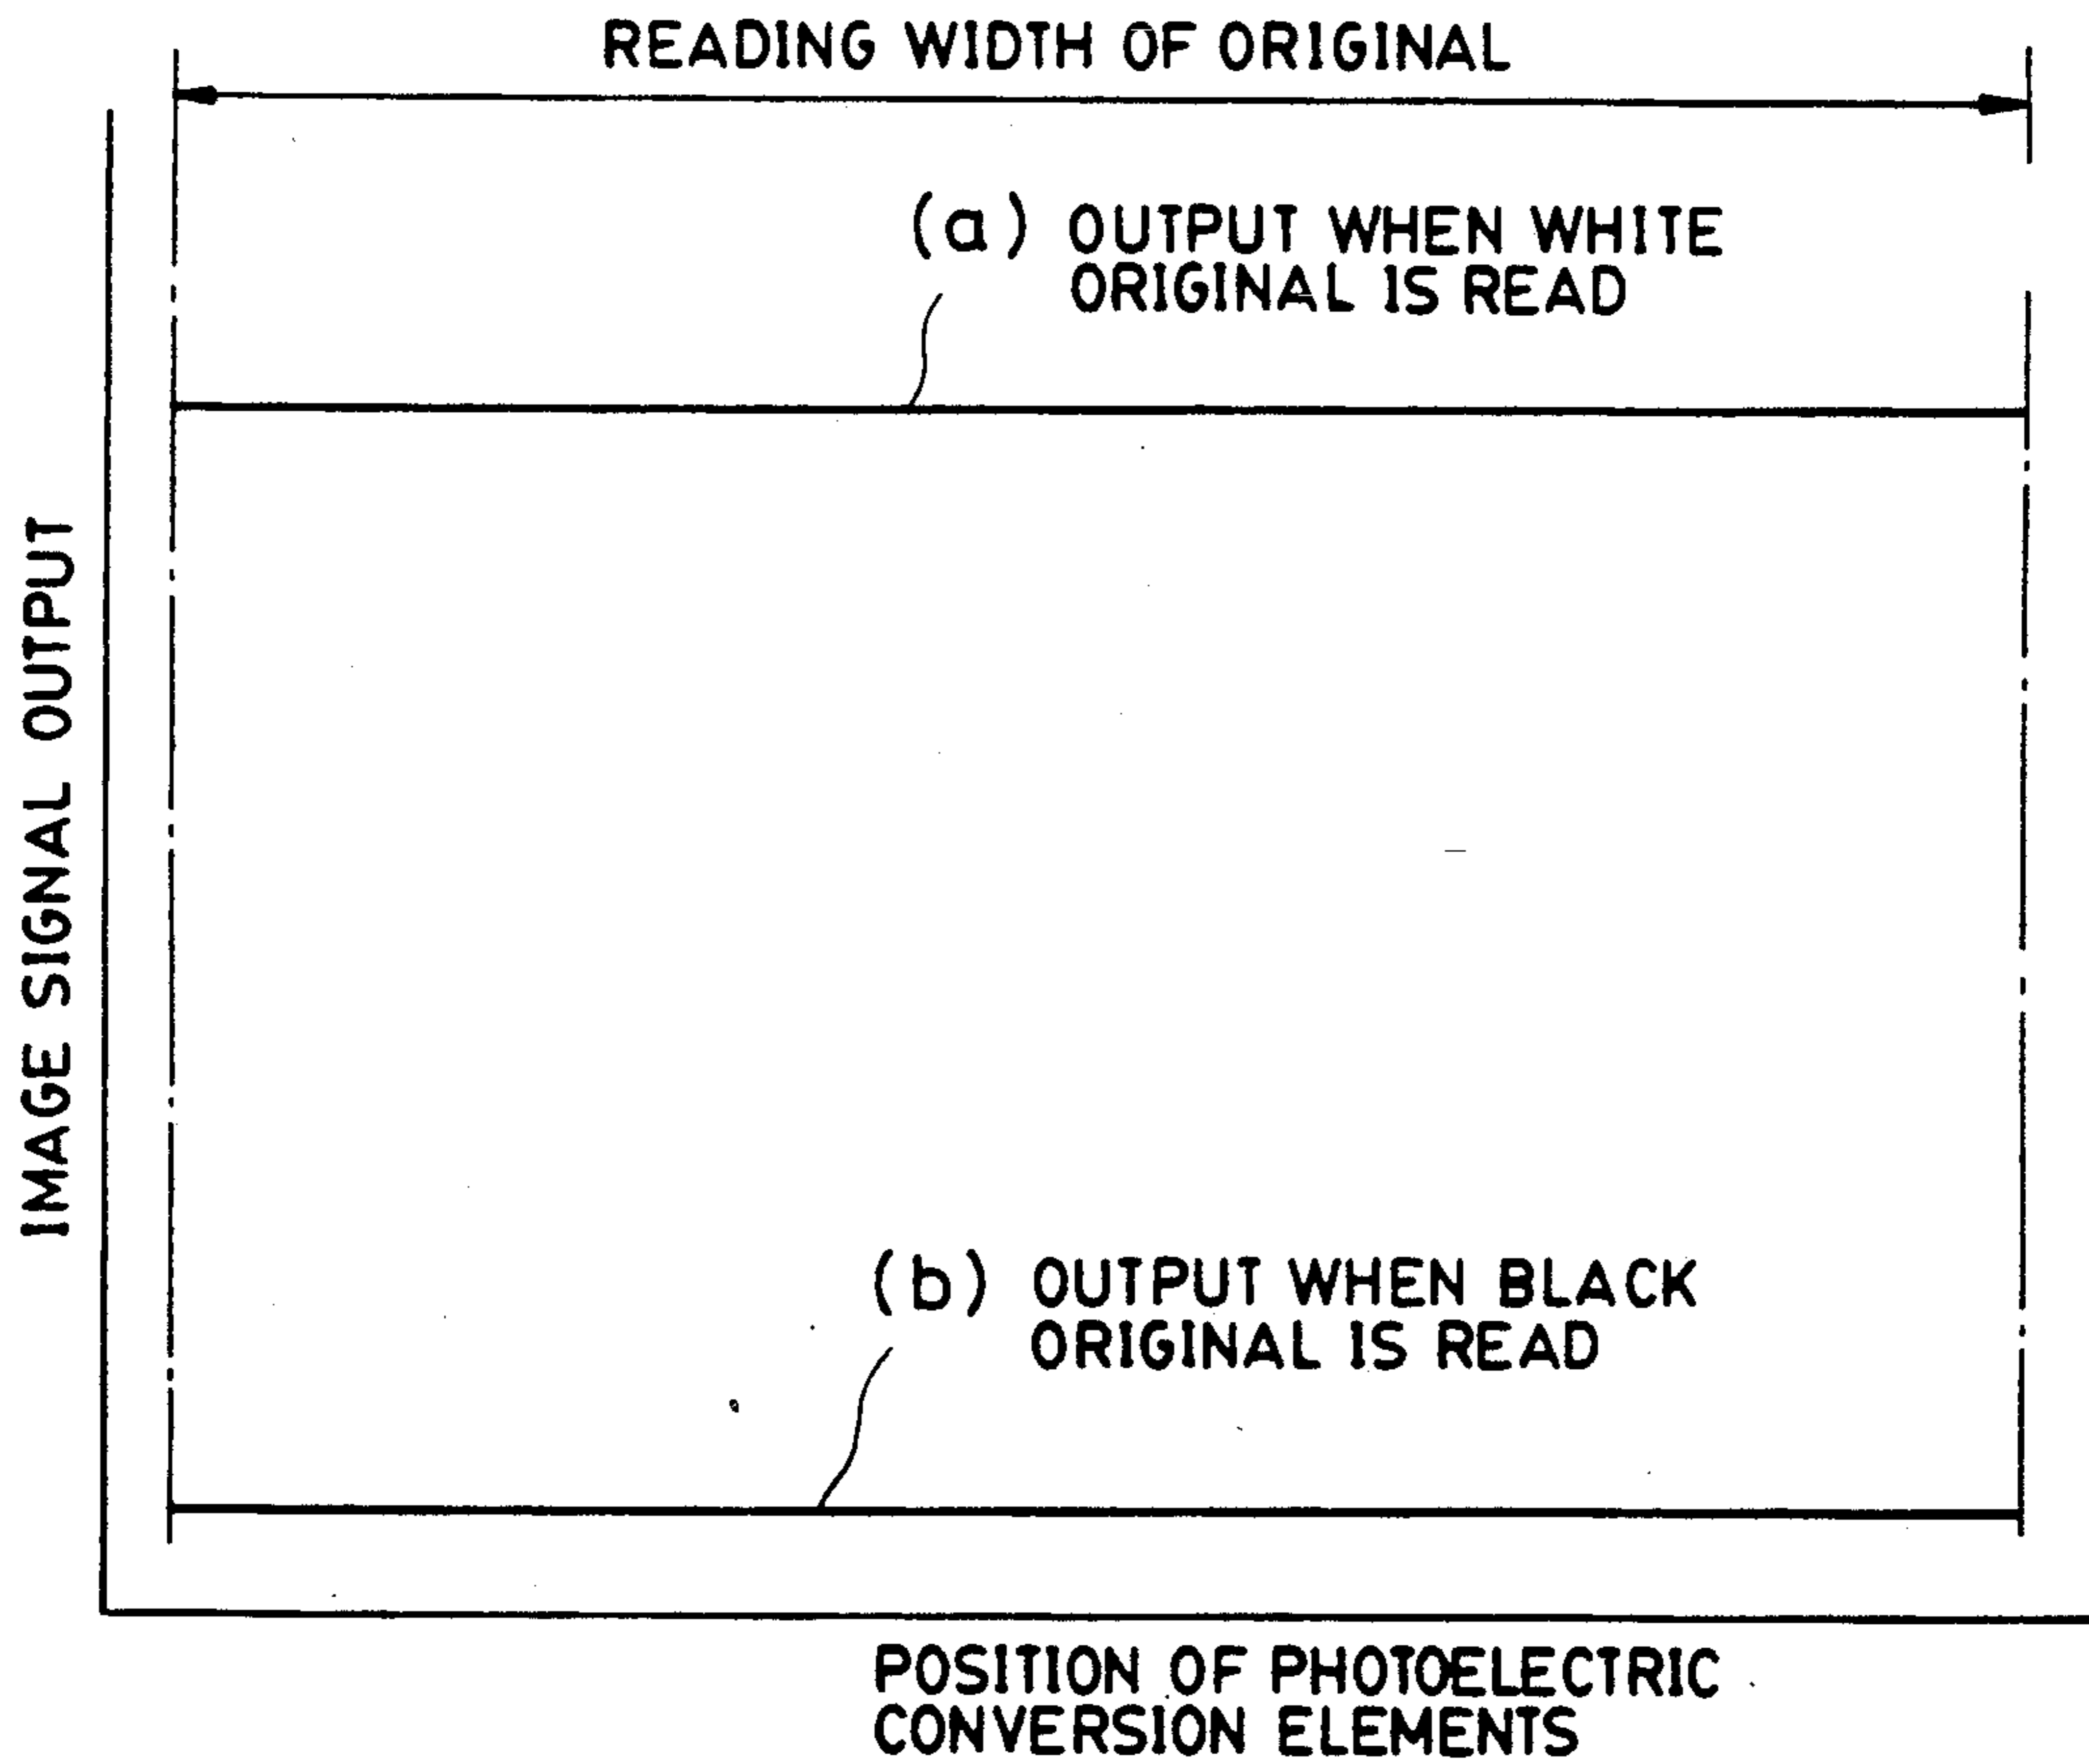 READING WIDTH OF ORIGINAL
(a) OUTPUT WHEN WHITE
ORIGINAL IS READ
IMAGE SIGNAL OUTPUT
(b) OUTPUT WHEN BLACK
ORIGINAL IS READ
POSITION OF PHOTOELECTRIC
CONVERSION ELEMENTS